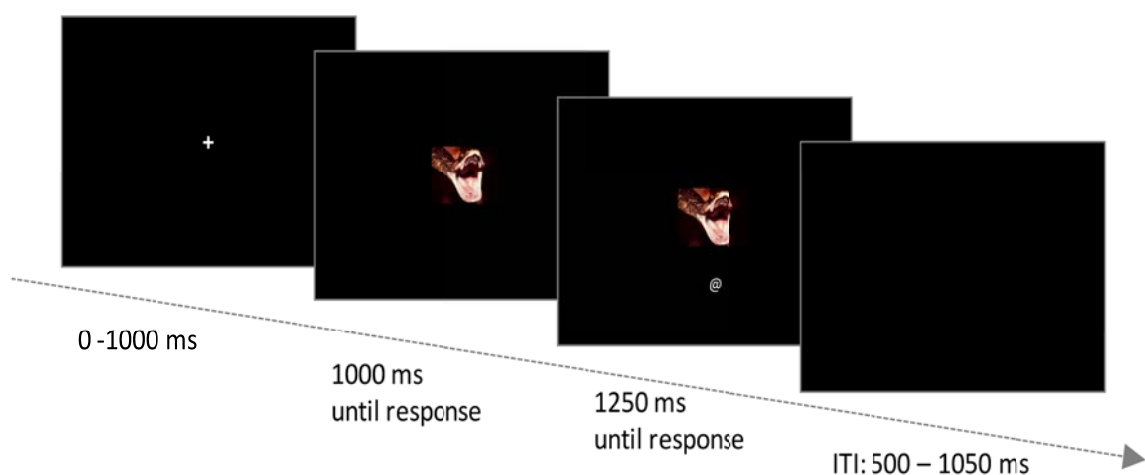 +
@
0 -1000 ms
1000 ms
until response
1250 ms
until response
ITI: 500 – 1050 ms